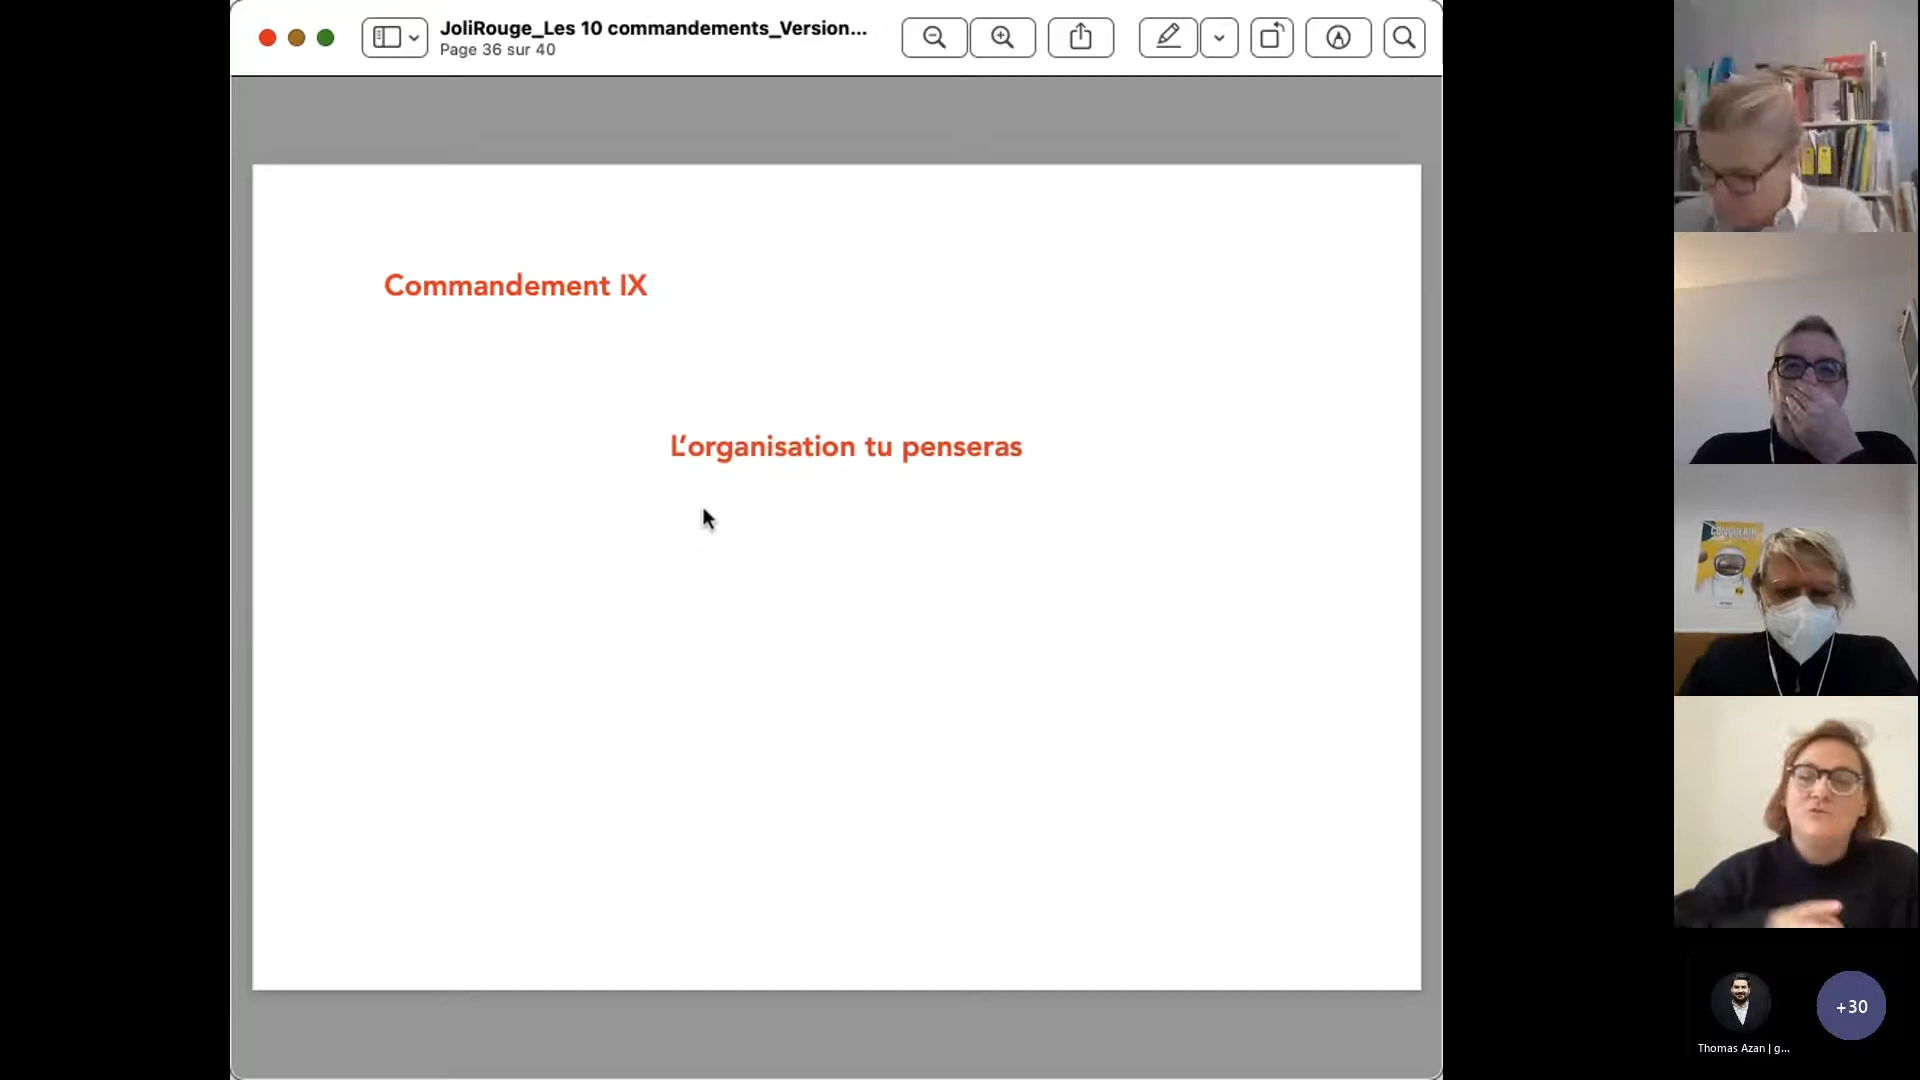 JoliRouge_Les 10 commandements_Version...
Page 36 sur 40
Commandement IX
L'organisation tu penseras
+30
Thomas Azan | g...